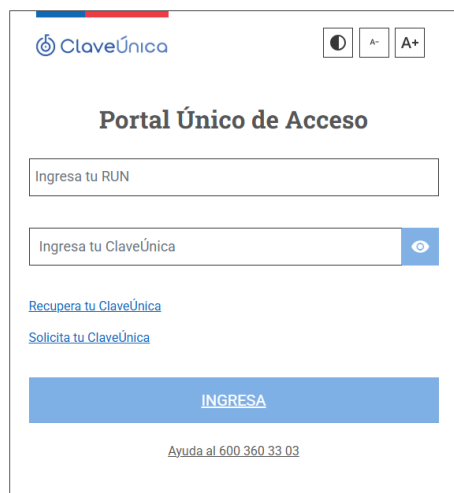 ClaveÚnica
A-
A+
Portal Único de Acceso
Ingresa tu RUN
Ingresa tu ClaveÚnica
Recupera tu ClaveÚnica
Solicita tu ClaveÚnica
INGRESA
Ayuda al 600 360 33 03